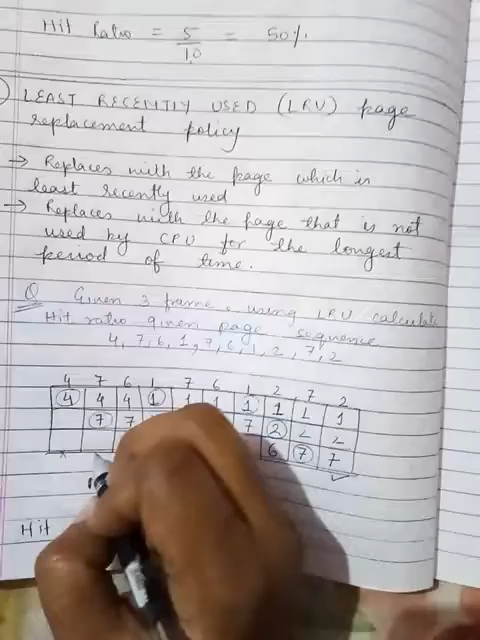 Hit Ratio = 5/10 = 50%
LEAST RECENTLY USED (LRU) page
replacement policy
→ Replaces with the page which is
least recently used
→ Replaces with the page that is not
used by CPU for the longest
period of time.
Q Given 3 frame, using LRU calculate
Hit ratio given page sequence
4, 7, 6, 1, 7, 6, 1, 2, 7, 2
4 7 6 1 7 6 1 2 7 2
4 4 4 1 1 1 1 1 1 1
7 7 7 2 2 2
6 7 7
x ✓
Hit